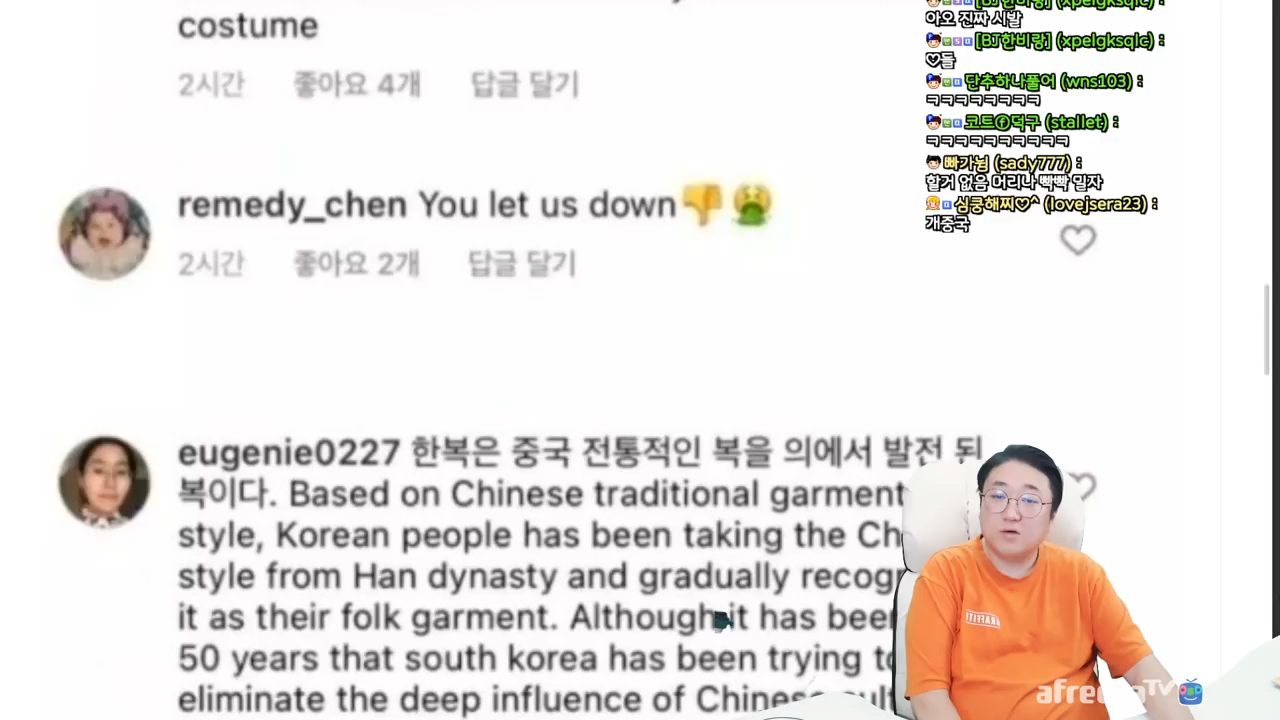 costume
2시간 좋아요 4개 답글 달기
remedy_chen You let us down👎🤮
2시간 좋아요 2개 답글 달기
eugenie0227 한복은 중국 전통적인 복을 의에서 발전 된
복이다. Based on Chinese traditional garment
style, Korean people has been taking the Ch
style from Han dynasty and gradually recog
it as their folk garment. Although it has been
50 years that south korea has been trying to
eliminate the deep influence of Chinese
[BJ한비랑] (xpelgksqlc) :
아오 진짜 시발
[BJ한비랑] (xpelgksqlc) :
♡들
단추하나풀어 (wns103) :
ㅋㅋㅋㅋㅋㅋㅋㅋ
코트ⓕ덕구 (stallet) :
ㅋㅋㅋㅋㅋㅋㅋㅋㅋㅋ
빠가뉨 (sady777) :
할거 없음 머리나 빡빡 밀자
심쿵해찌♡^ (lovejsera23) :
개중국
afreecaTV